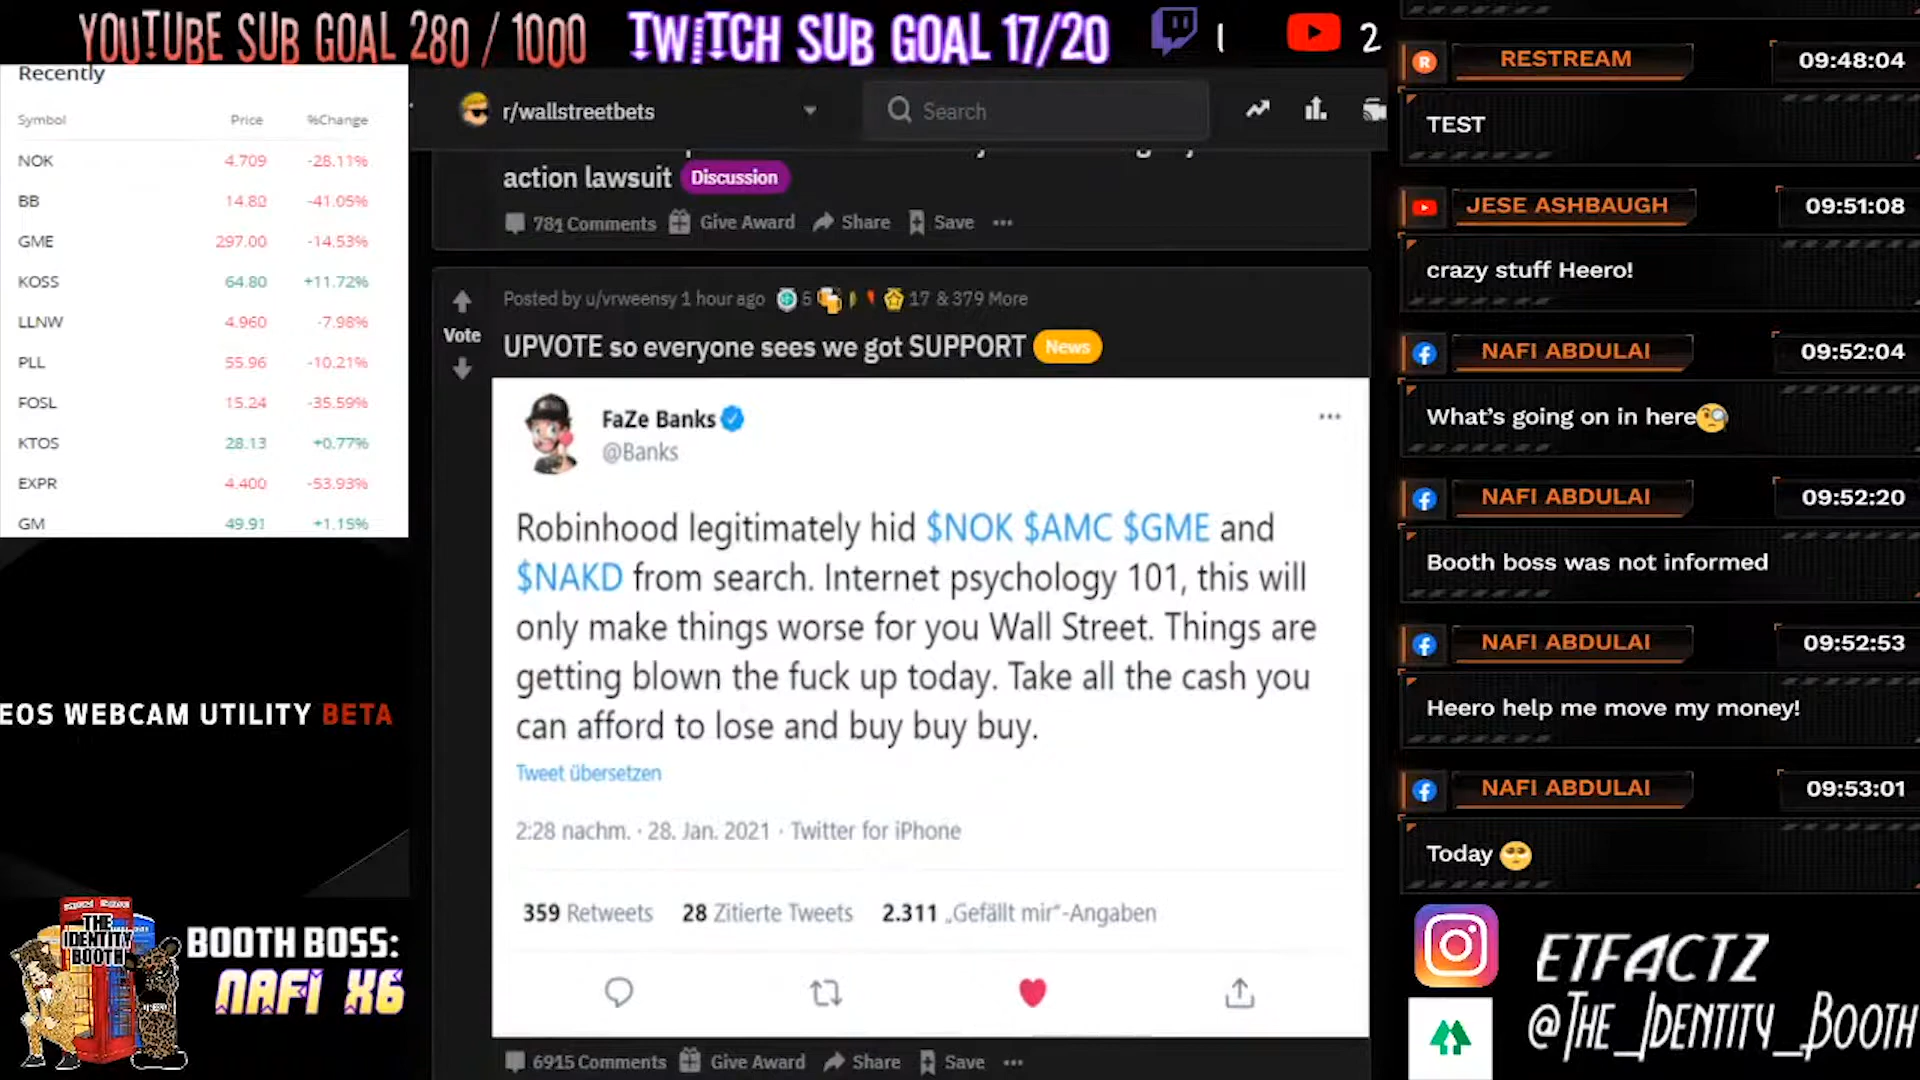 YOUTUBE SUB GOAL 280 / 1000
TWITCH SUB GOAL 17/20
1
2
Recently
Symbol Price %Change
NOK 4.709 -28.11%
BB 14.80 -41.05%
GME 297.00 -14.53%
KOSS 64.80 +11.72%
LLNW 4.960 -7.98%
PLL 55.96 -10.21%
FOSL 15.24 -35.59%
KTOS 28.13 +0.77%
EXPR 4.400 -53.93%
GM 49.91 +1.15%
EOS WEBCAM UTILITY BETA
THE
IDENTITY
BOOTH
BOOTH BOSS:
NAFI X6
r/wallstreetbets
Search
action lawsuit Discussion
781 Comments Give Award Share Save
Posted by u/vrweensy 1 hour ago 5 17 & 379 More
Vote
UPVOTE so everyone sees we got SUPPORT News
FaZe Banks
@Banks
Robinhood legitimately hid $NOK $AMC $GME and
$NAKD from search. Internet psychology 101, this will
only make things worse for you Wall Street. Things are
getting blown the fuck up today. Take all the cash you
can afford to lose and buy buy buy.
Tweet übersetzen
2:28 nachm. · 28. Jan. 2021 · Twitter for iPhone
359 Retweets 28 Zitierte Tweets 2.311 „Gefällt mir“-Angaben
6915 Comments Give Award Share Save
RESTREAM 09:48:04
TEST
JESE ASHBAUGH 09:51:08
crazy stuff Heero!
NAFI ABDULAI 09:52:04
What’s going on in here🧐
NAFI ABDULAI 09:52:20
Booth boss was not informed
NAFI ABDULAI 09:52:53
Heero help me move my money!
NAFI ABDULAI 09:53:01
Today 🥺
ETFACTZ
@THE_IDENTITY_BOOTH